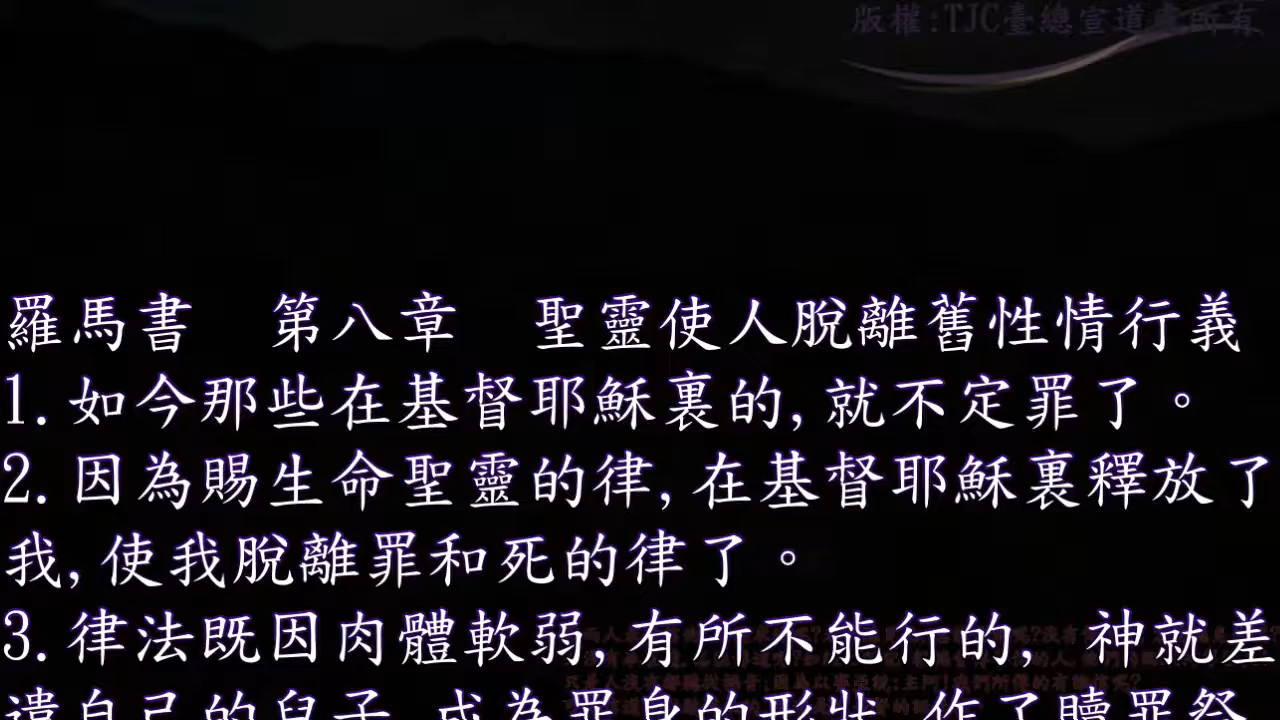 版權:TJC臺總宣道處所有
羅馬書　第八章　聖靈使人脫離舊性情行義
1.如今那些在基督耶穌裏的,就不定罪了。
2.因為賜生命聖靈的律,在基督耶穌裏釋放了
我,使我脫離罪和死的律了。
3.律法既因肉體軟弱,有所不能行的, 神就差
遣自己的兒子,成為罪身的形狀,作了贖罪祭,